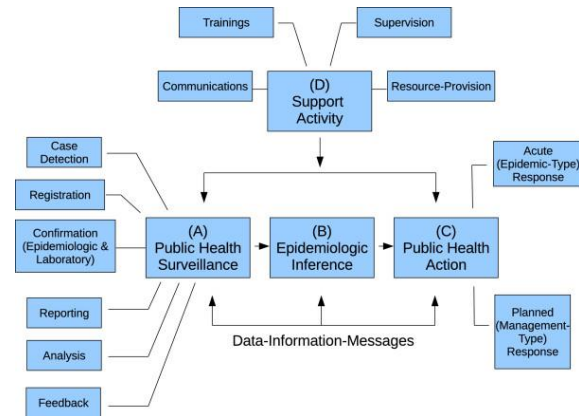 Trainings
Supervision
Communications
(D)
Support
Activity
Resource-Provision
Case
Detection
Registration
Confirmation
(Epidemiologic &
Laboratory)
Reporting
Analysis
Feedback
(A)
Public Health
Surveillance
(B)
Epidemiologic
Inference
(C)
Public Health
Action
Acute
(Epidemic-Type)
Response
Planned
(Management-
Type)
Response
Data-Information-Messages